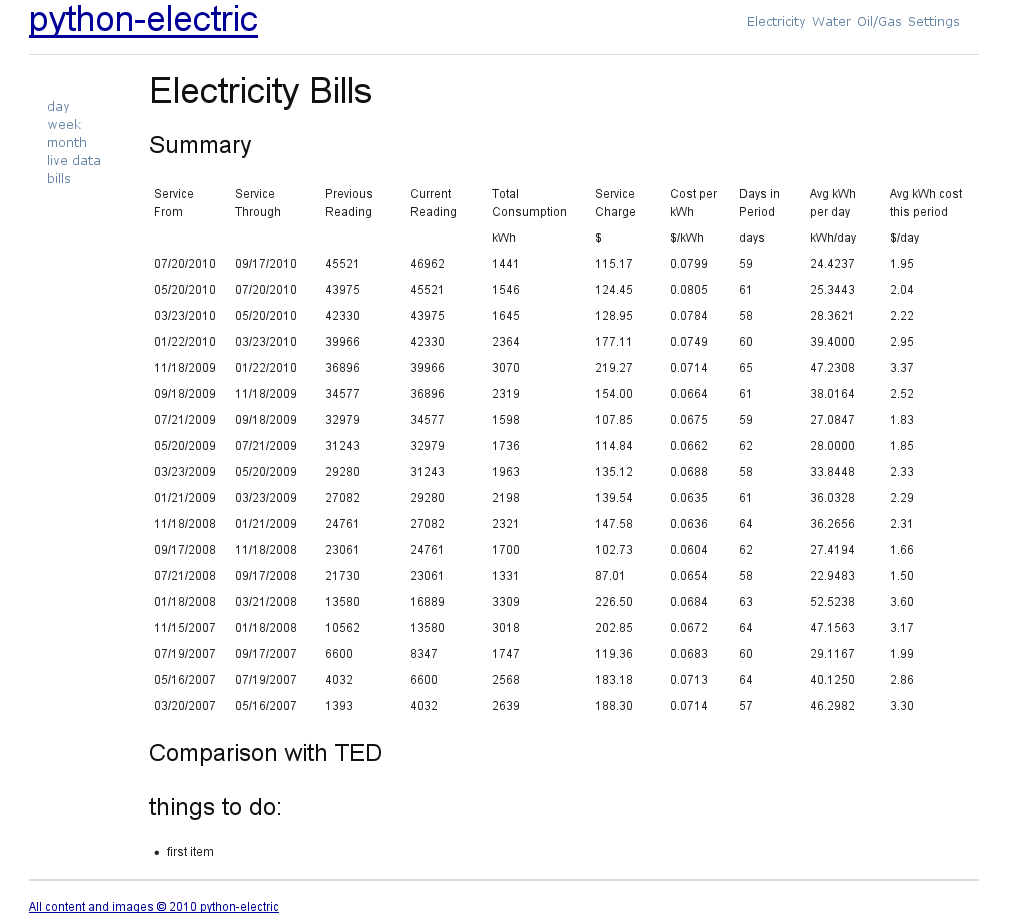 python-electric
Electricity Water Oil/Gas Settings
day
week
month
live data
bills
Electricity Bills
Summary
Service Service Previous Current Total Service Cost per Days in Avg kWh Avg kWh cost
From Through Reading Reading Consumption Charge kWh Period per day this period
kWh $ $/kWh days kWh/day $/day
07/20/2010 09/17/2010 45521 46962 1441 115.17 0.0799 59 24.4237 1.95
05/20/2010 07/20/2010 43975 45521 1546 124.45 0.0805 61 25.3443 2.04
03/23/2010 05/20/2010 42330 43975 1645 128.95 0.0784 58 28.3621 2.22
01/22/2010 03/23/2010 39966 42330 2364 177.11 0.0749 60 39.4000 2.95
11/18/2009 01/22/2010 36896 39966 3070 219.27 0.0714 65 47.2308 3.37
09/18/2009 11/18/2009 34577 36896 2319 154.00 0.0664 61 38.0164 2.52
07/21/2009 09/18/2009 32979 34577 1598 107.85 0.0675 59 27.0847 1.83
05/20/2009 07/21/2009 31243 32979 1736 114.84 0.0662 62 28.0000 1.85
03/23/2009 05/20/2009 29280 31243 1963 135.12 0.0688 58 33.8448 2.33
01/21/2009 03/23/2009 27082 29280 2198 139.54 0.0635 61 36.0328 2.29
11/18/2008 01/21/2009 24761 27082 2321 147.58 0.0636 64 36.2656 2.31
09/17/2008 11/18/2008 23061 24761 1700 102.73 0.0604 62 27.4194 1.66
07/21/2008 09/17/2008 21730 23061 1331 87.01 0.0654 58 22.9483 1.50
01/18/2008 03/21/2008 13580 16889 3309 226.50 0.0684 63 52.5238 3.60
11/15/2007 01/18/2008 10562 13580 3018 202.85 0.0672 64 47.1563 3.17
07/19/2007 09/17/2007 6600 8347 1747 119.36 0.0683 60 29.1167 1.99
05/16/2007 07/19/2007 4032 6600 2568 183.18 0.0713 64 40.1250 2.86
03/20/2007 05/16/2007 1393 4032 2639 188.30 0.0714 57 46.2982 3.30
Comparison with TED
things to do:
• first item
All content and images © 2010 python-electric